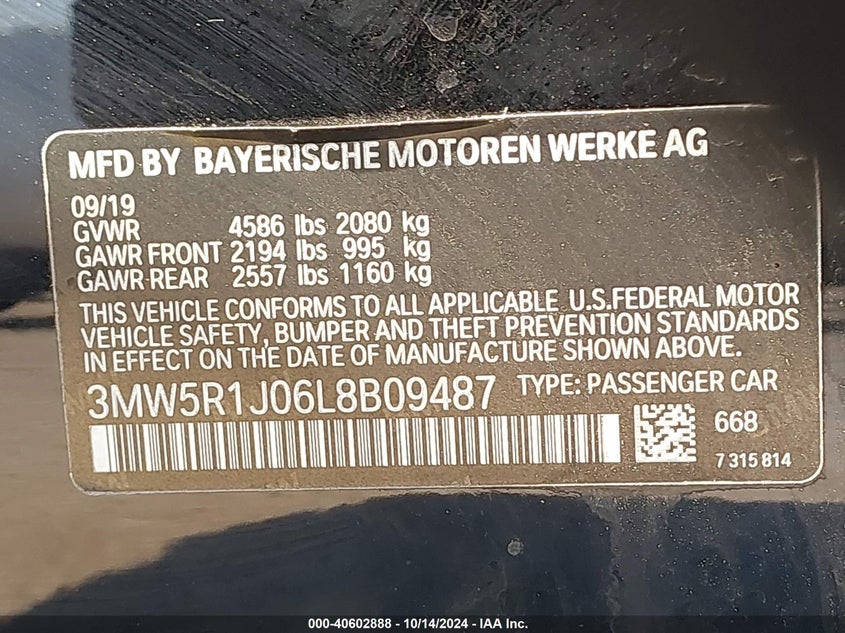 MFD BY BAYERISCHE MOTOREN WERKE AG
09/19
GVWR 4586 lbs 2080 kg
GAWR FRONT 2194 lbs 995 kg
GAWR REAR 2557 lbs 1160 kg
THIS VEHICLE CONFORMS TO ALL APPLICABLE U.S.FEDERAL MOTOR
VEHICLE SAFETY, BUMPER AND THEFT PREVENTION STANDARDS
IN EFFECT ON THE DATE OF MANUFACTURE SHOWN ABOVE.
3MW5R1J06L8B09487 TYPE: PASSENGER CAR
668
7 315 814
000-40602888 - 10/14/2024 - IAA Inc.